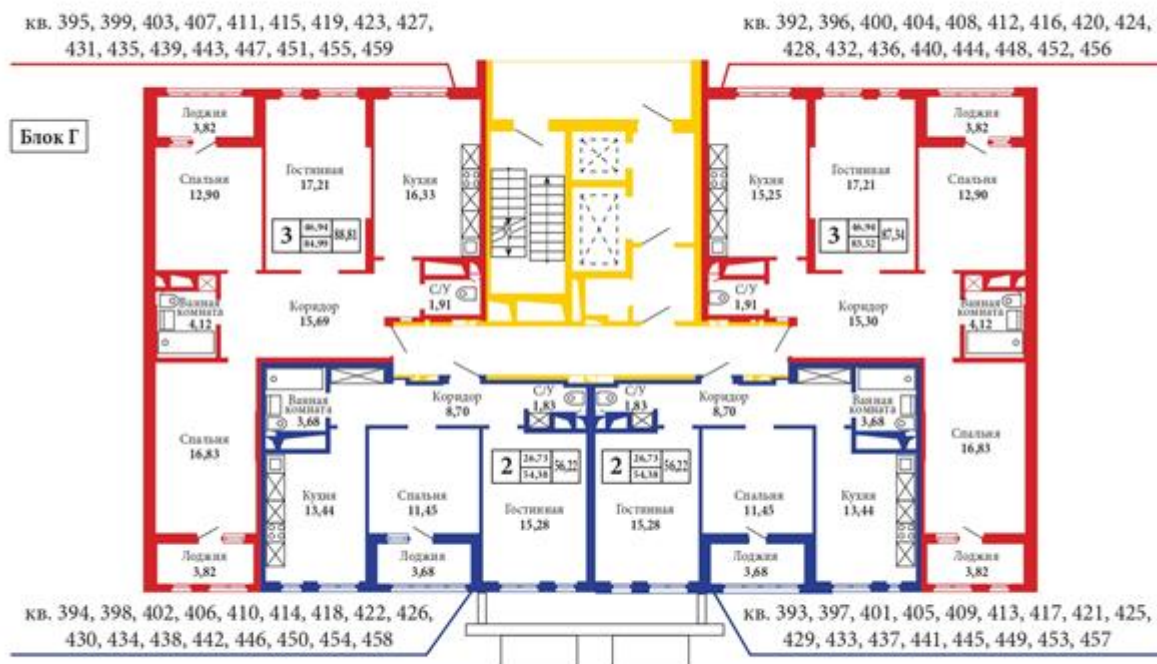 кв. 395, 399, 403, 407, 411, 415, 419, 423, 427,
431, 435, 439, 443, 447, 451, 455, 459
кв. 392, 396, 400, 404, 408, 412, 416, 420, 424,
428, 432, 436, 440, 444, 448, 452, 456
Блок Г
Лоджия
3,82
Спальня
12,90
Гостинная
17,21
Кухня
16,33
3 46,94 84,99 88,81
Ванная
комната
4,12
Коридор
15,69
С/У
1,91
Спальня
16,83
Лоджия
3,82
Кухня
15,25
Гостинная
17,21
Лоджия
3,82
Спальня
12,90
3 46,94 83,52 87,34
С/У
1,91
Коридор
15,30
Ванная
комната
4,12
Спальня
16,83
Лоджия
3,82
Ванная
комната
3,68
Коридор
8,70
С/У
1,83
2 26,73 54,38 56,22
Кухня
13,44
Спальня
11,45
Гостинная
15,28
Лоджия
3,68
С/У
1,83
Коридор
8,70
Ванная
комната
3,68
2 26,73 54,38 56,22
Гостинная
15,28
Спальня
11,45
Кухня
13,44
Лоджия
3,68
кв. 394, 398, 402, 406, 410, 414, 418, 422, 426,
430, 434, 438, 442, 446, 450, 454, 458
кв. 393, 397, 401, 405, 409, 413, 417, 421, 425,
429, 433, 437, 441, 445, 449, 453, 457